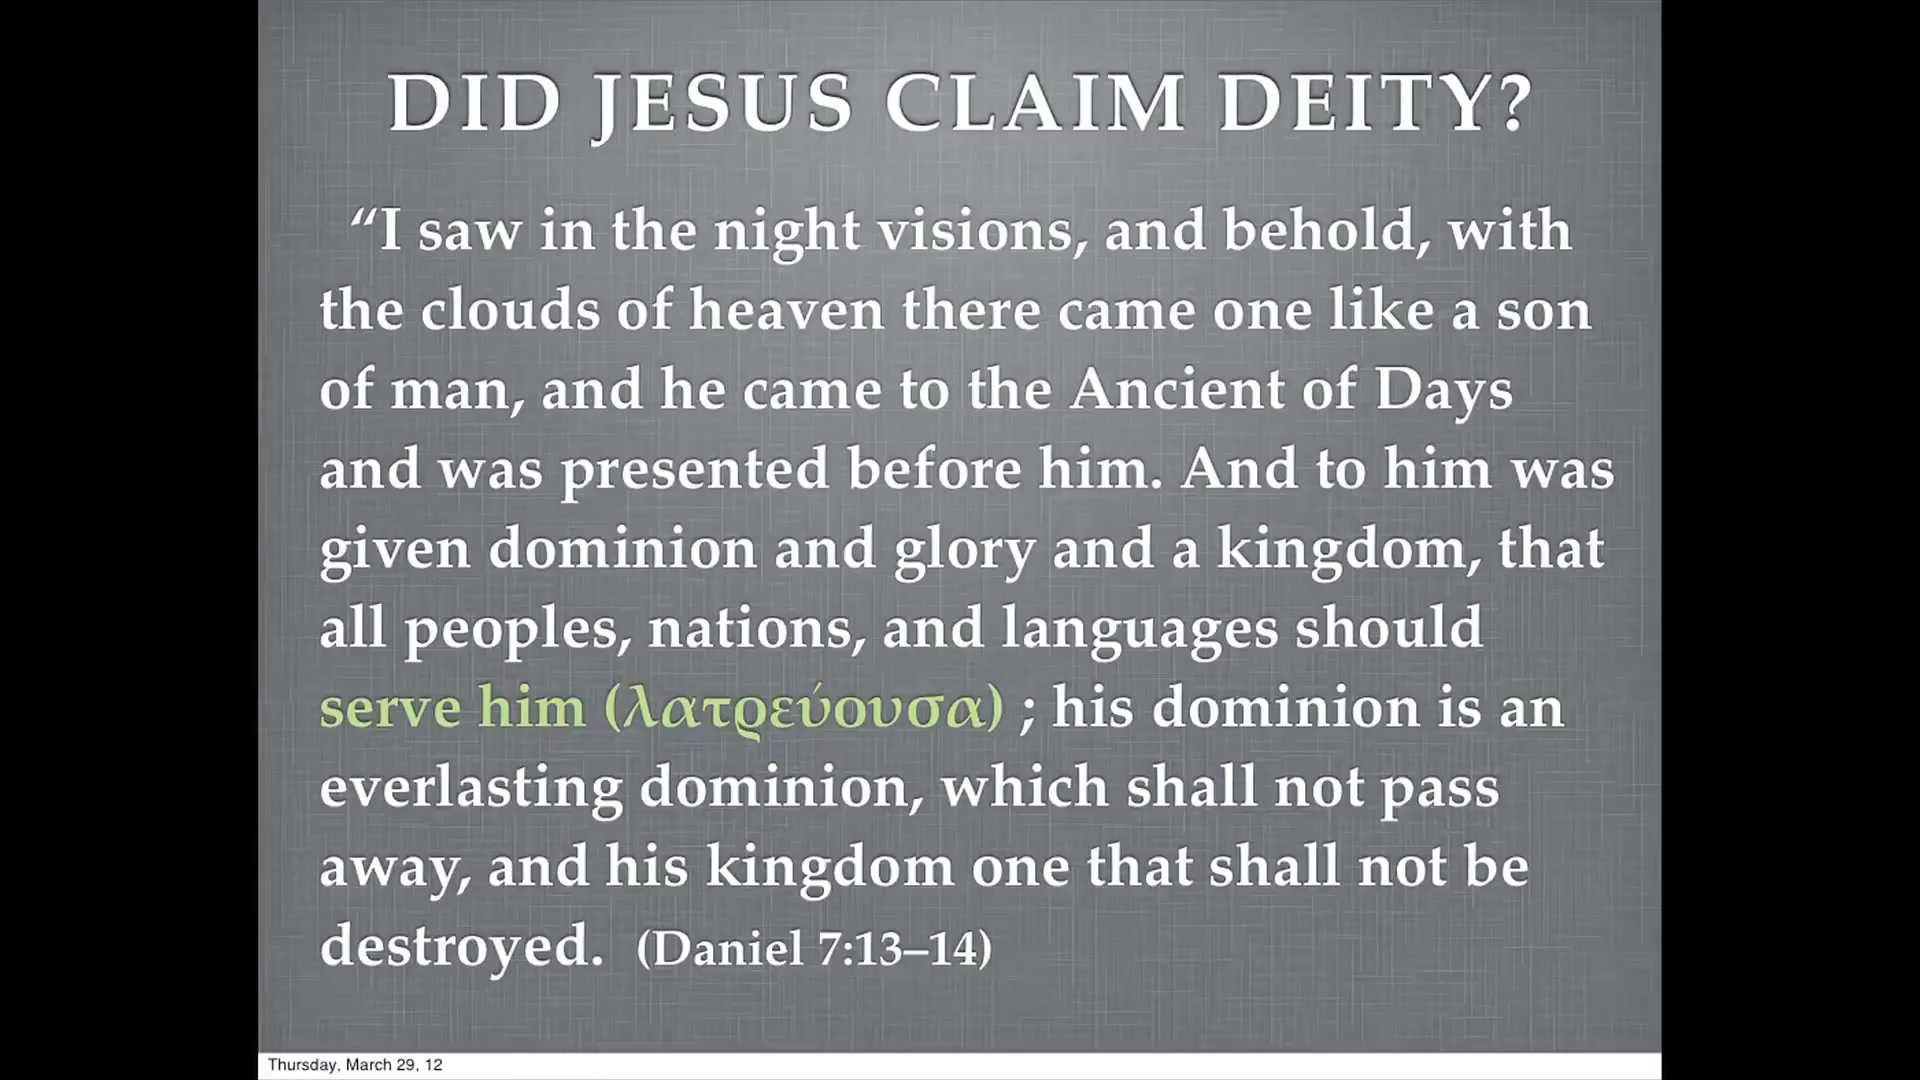 DID JESUS CLAIM DEITY?
“I saw in the night visions, and behold, with
the clouds of heaven there came one like a son
of man, and he came to the Ancient of Days
and was presented before him. And to him was
given dominion and glory and a kingdom, that
all peoples, nations, and languages should
serve him (λατρεύουσα) ; his dominion is an
everlasting dominion, which shall not pass
away, and his kingdom one that shall not be
destroyed. (Daniel 7:13–14)
Thursday, March 29, 12